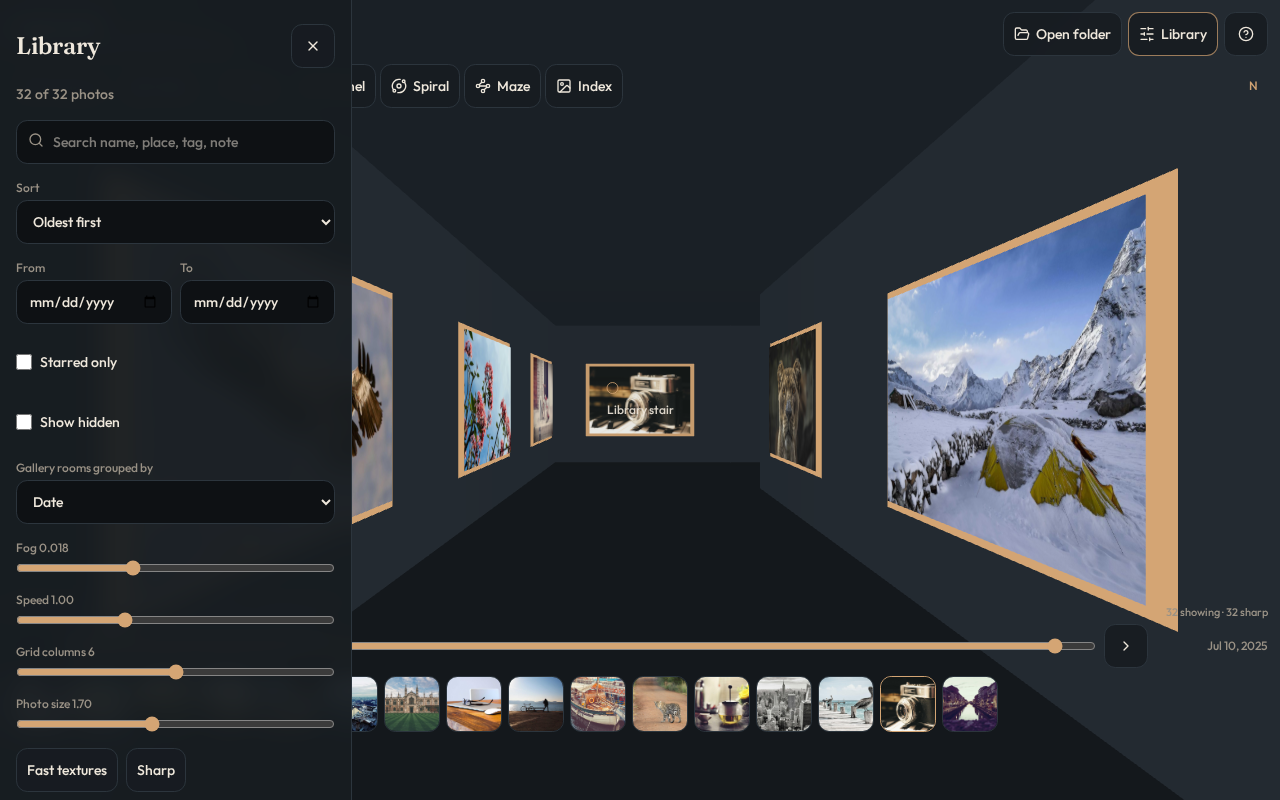 Library
32 of 32 photos
Search name, place, tag, note
Sort
Oldest first
From
To
mm/dd/yyyy
mm/dd/yyyy
Starred only
Show hidden
Gallery rooms grouped by
Date
Fog 0.018
Speed 1.00
Grid columns 6
Photo size 1.70
Fast textures
Sharp
Open folder
Library
nel
Spiral
Maze
Index
N
Library stair
32 showing · 32 sharp
Jul 10, 2025